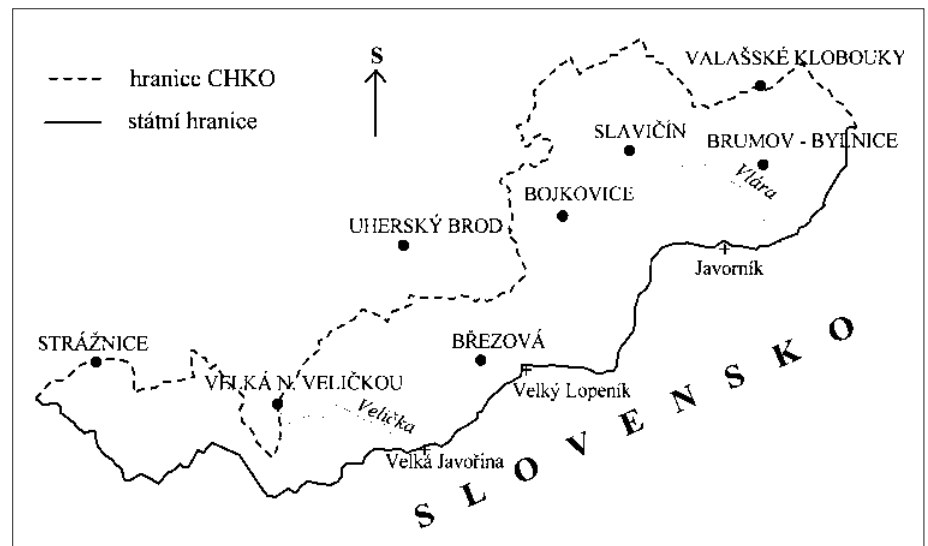 S
hranice CHKO
státní hranice
VALAŠSKÉ KLOBOUKY
SLAVIČÍN
BRUMOV - BYLNICE
Vlára
BOJKOVICE
UHERSKÝ BROD
Javorník
STRÁŽNICE
BŘEZOVÁ
VELKÁ N. VELIČKOU
Velký Lopeník
Velička
Velká Javořina
SLOVENSKO